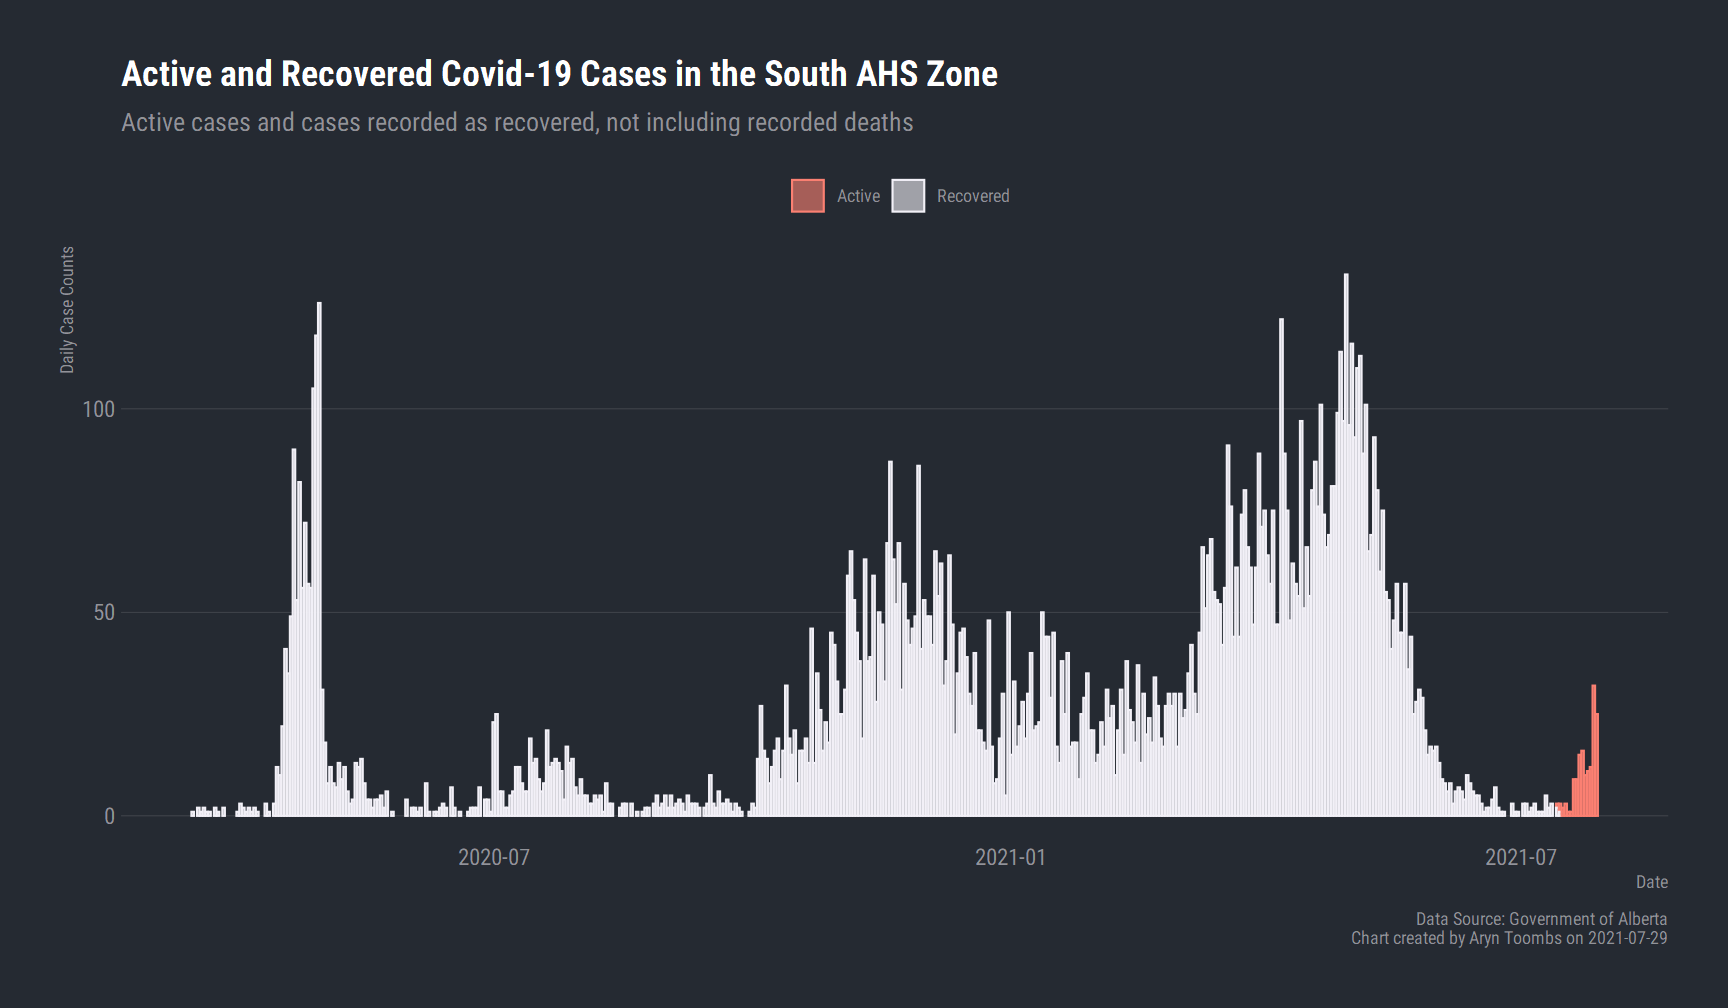 Active and Recovered Covid-19 Cases in the South AHS Zone
Active cases and cases recorded as recovered, not including recorded deaths
Active
Recovered
Daily Case Counts
100
50
0
2020-07
2021-01
2021-07
Date
Data Source: Government of Alberta
Chart created by Aryn Toombs on 2021-07-29